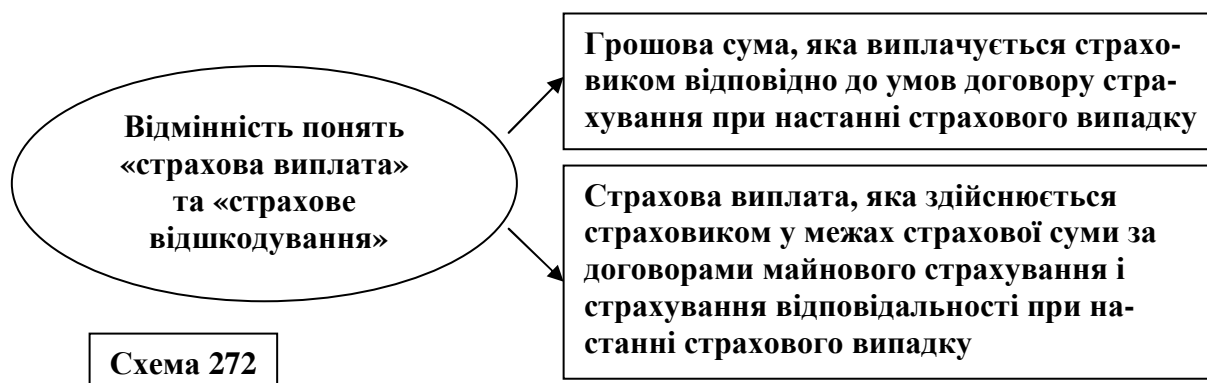 Відмінність понять
«страхова виплата»
та «страхове
відшкодування»
Грошова сума, яка виплачується страхо-
виком відповідно до умов договору стра-
хування при настанні страхового випадку
Страхова виплата, яка здійснюється
страховиком у межах страхової суми за
договорами майнового страхування і
страхування відповідальності при на-
станні страхового випадку
Схема 272